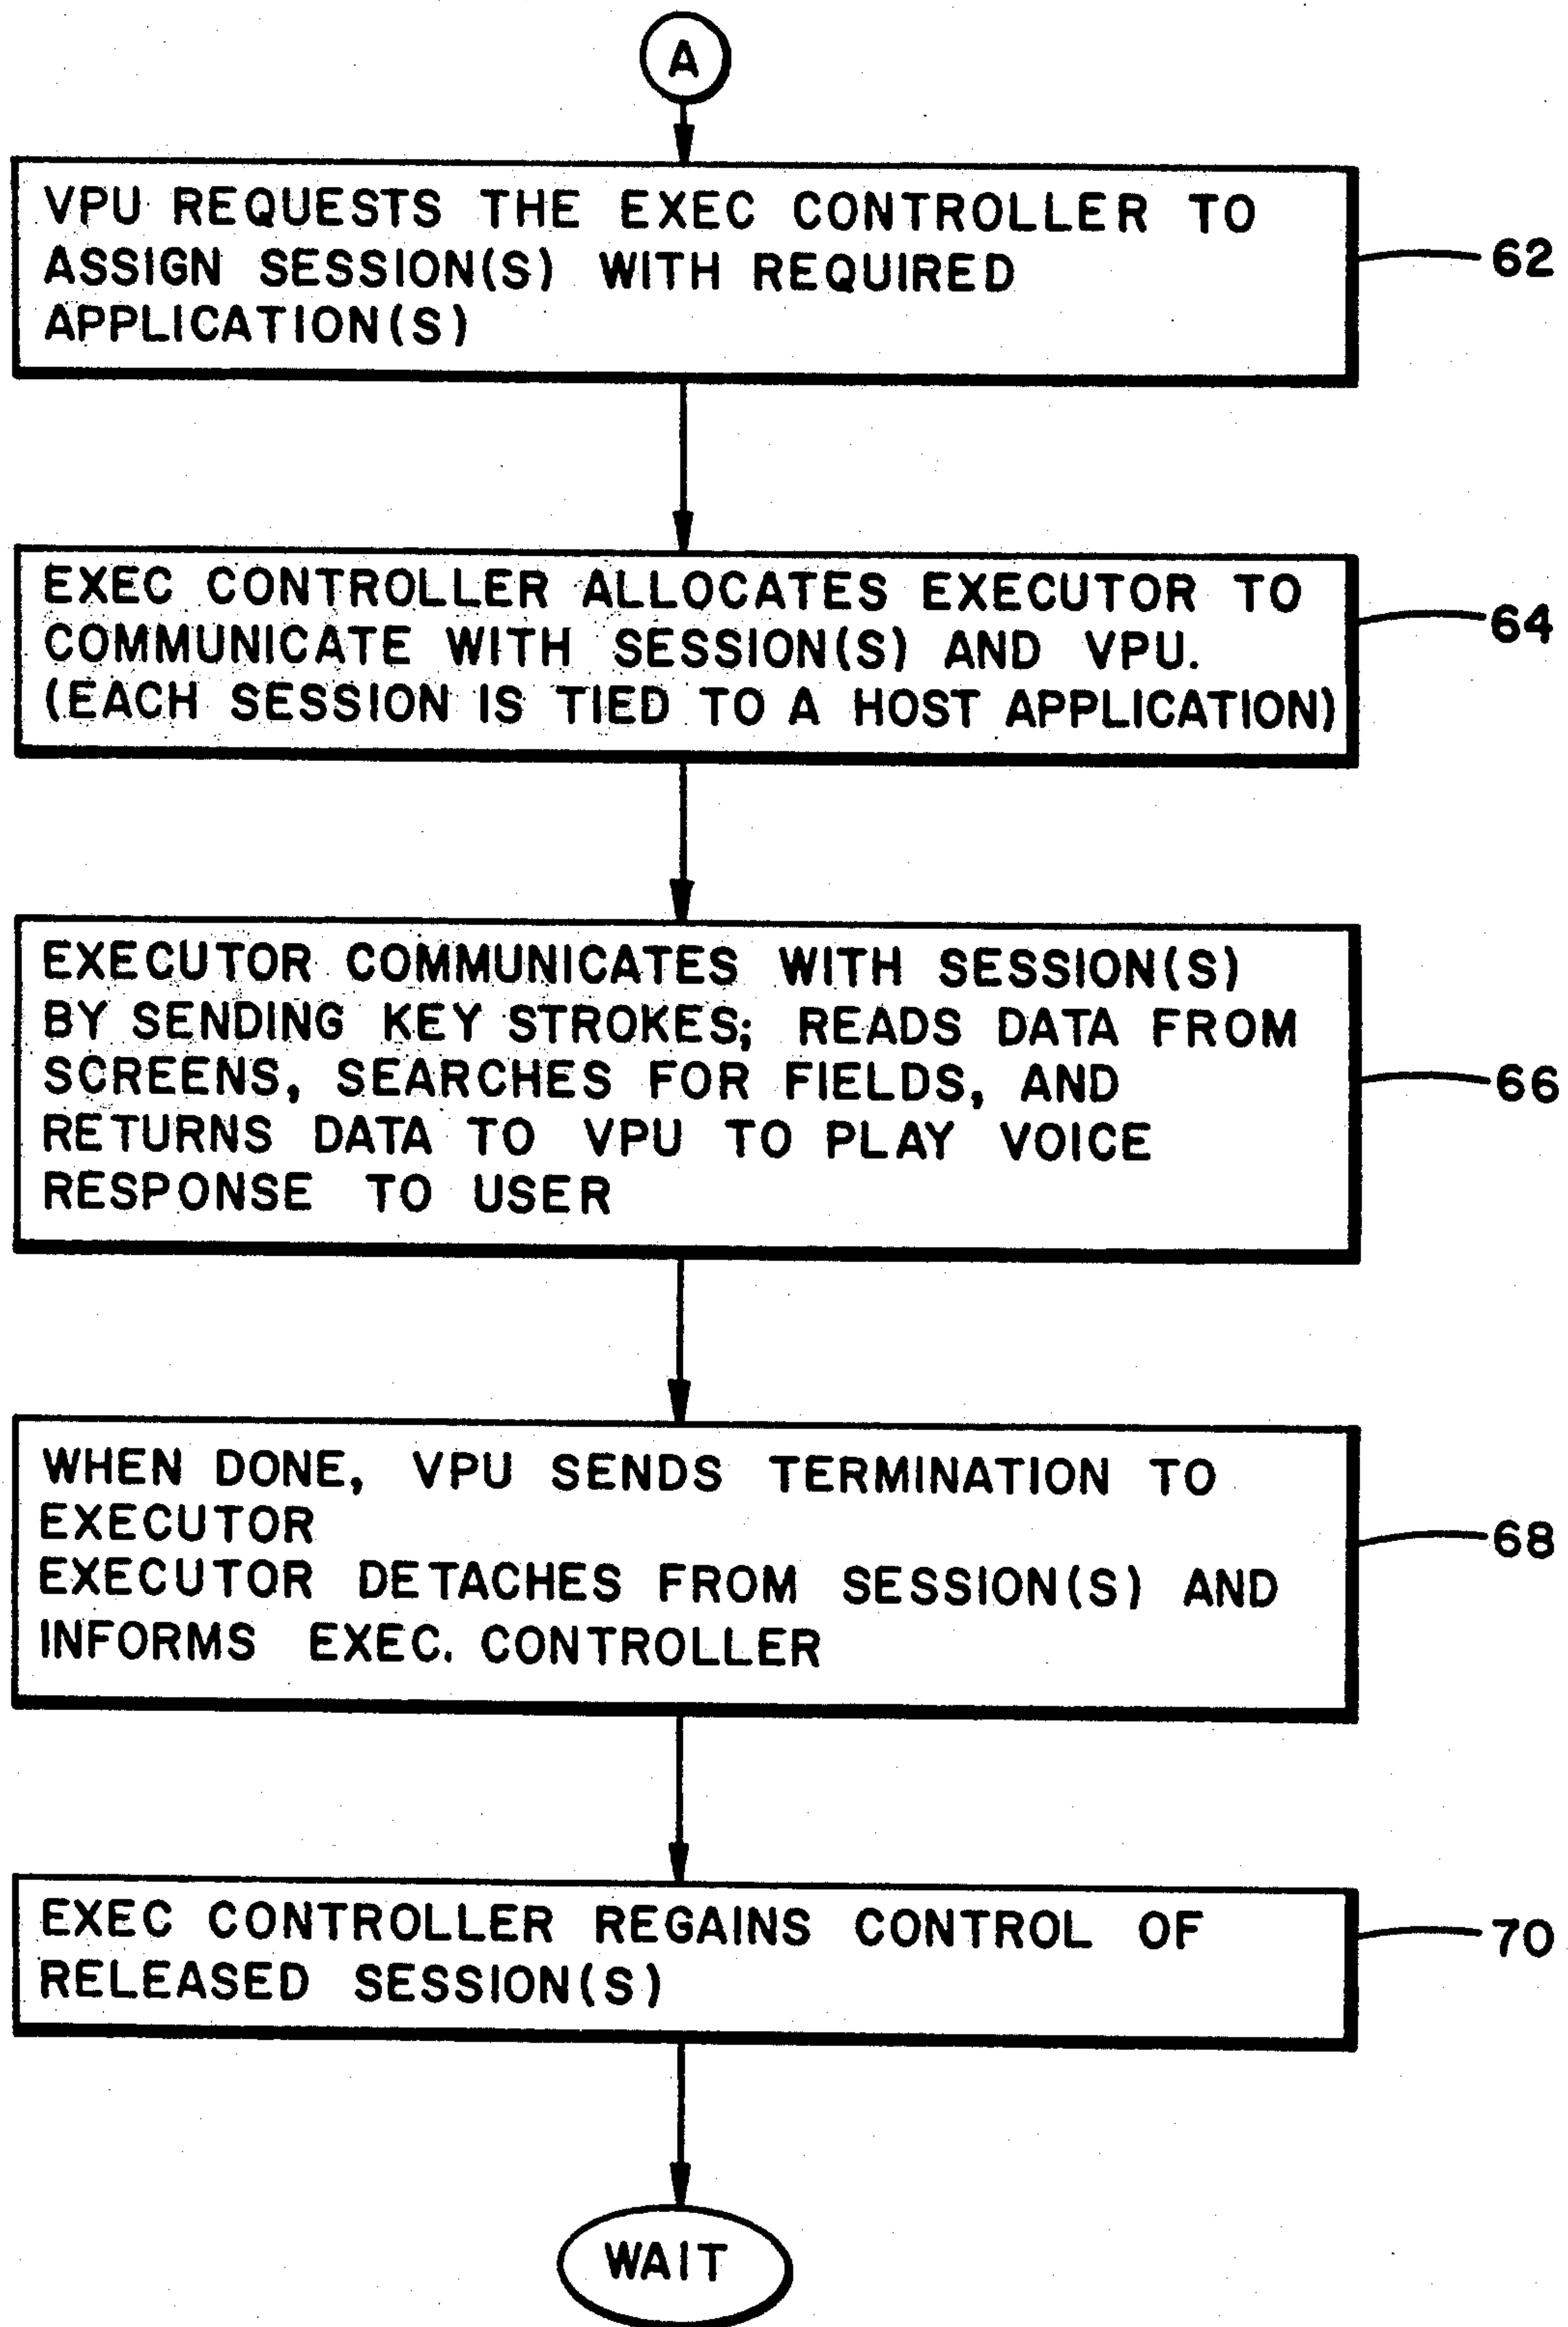 A
VPU REQUESTS THE EXEC CONTROLLER TO
ASSIGN SESSION(S) WITH REQUIRED
APPLICATION(S)
62
EXEC CONTROLLER ALLOCATES EXECUTOR TO
COMMUNICATE WITH SESSION(S) AND VPU.
(EACH SESSION IS TIED TO A HOST APPLICATION)
64
EXECUTOR COMMUNICATES WITH SESSION(S)
BY SENDING KEY STROKES; READS DATA FROM
SCREENS, SEARCHES FOR FIELDS, AND
RETURNS DATA TO VPU TO PLAY VOICE
RESPONSE TO USER
66
WHEN DONE, VPU SENDS TERMINATION TO
EXECUTOR
EXECUTOR DETACHES FROM SESSION(S) AND
INFORMS EXEC. CONTROLLER
68
EXEC CONTROLLER REGAINS CONTROL OF
RELEASED SESSION(S)
70
WAIT